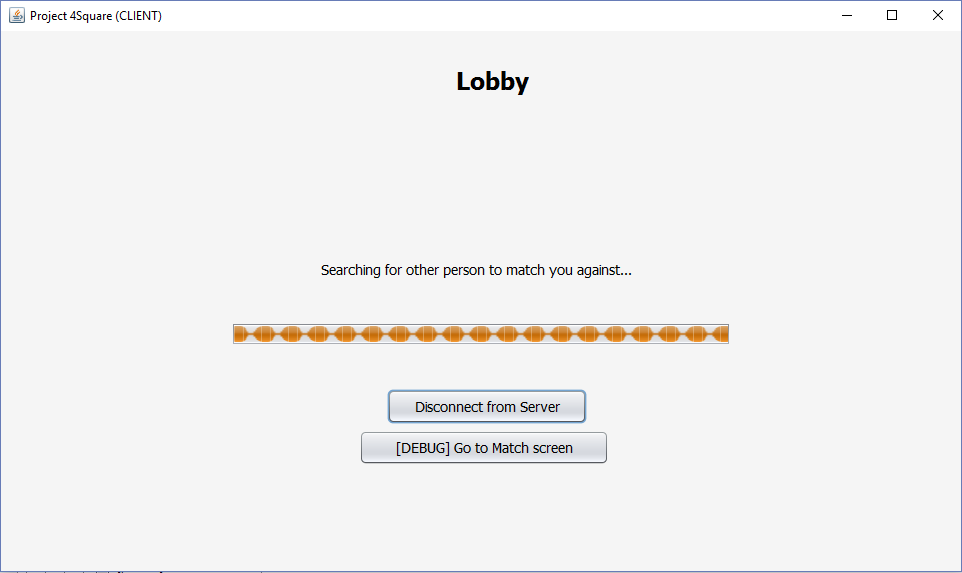 Project 4Square (CLIENT)
Lobby
Searching for other person to match you against...
Disconnect from Server
[DEBUG] Go to Match screen